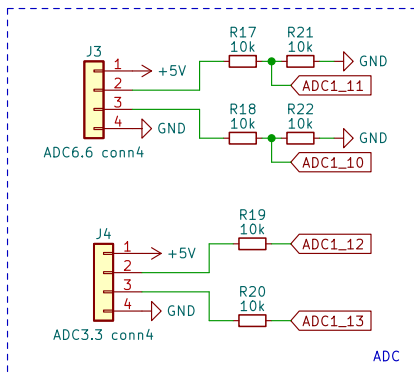 R17 R21
10k 10k
J3
1 +5V
GND
2
ADC1_11
3
R18 R22
10k 10k
4 GND
GND
ADC6.6 conn4
ADC1_10
R19
10k
J4
1 +5V
ADC1_12
2
3
R20
10k
4 GND
ADC1_13
ADC3.3 conn4
ADC